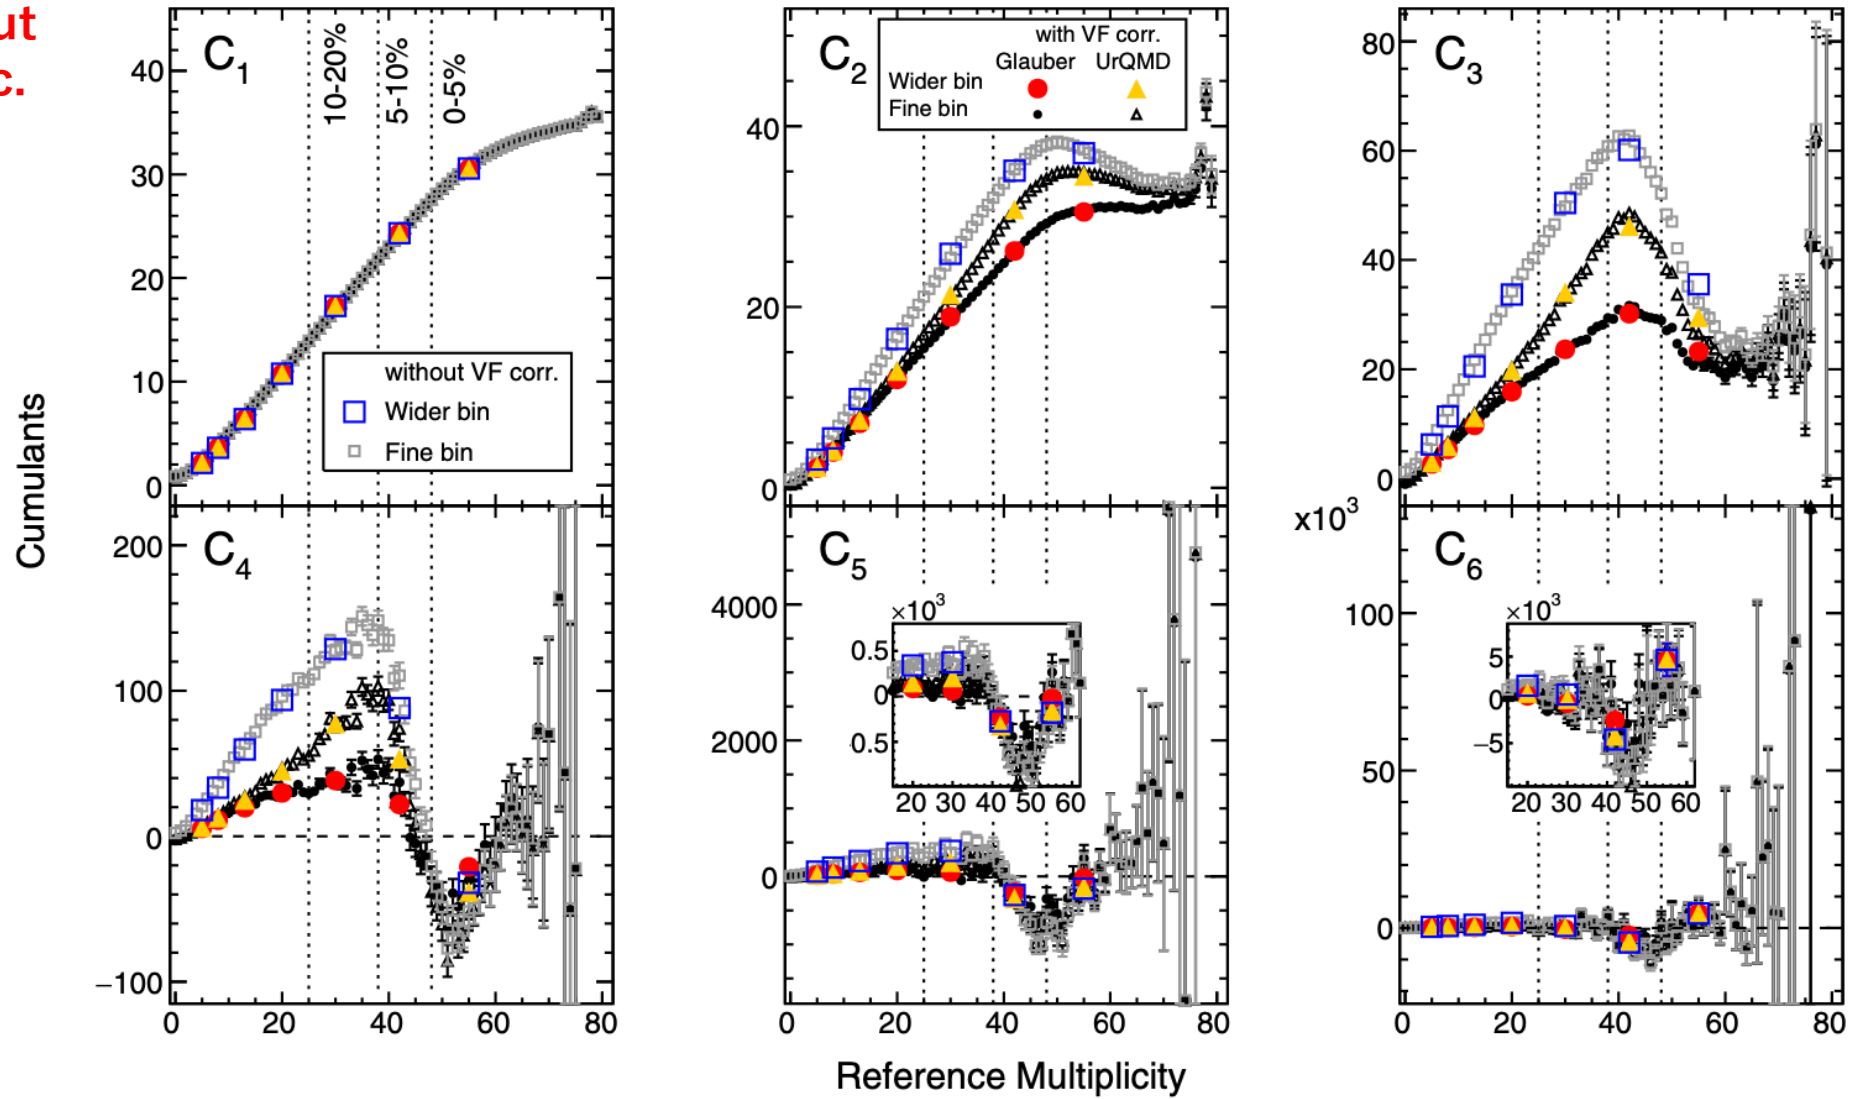 ut
c.
Cumulants
C1
10-20%
5-10%
0-5%
without VF corr.
Wider bin
Fine bin
40
30
20
10
0
C2
with VF corr.
Glauber UrQMD
Wider bin
Fine bin
40
20
0
C3
80
60
40
20
0
C4
200
100
0
−100
0 20 40 60 80
C5
4000
2000
0
×10³
0.5
0
-0.5
20 30 40 50 60
0 20 40 60 80
x10³
C6
100
50
0
×10³
5
0
−5
20 30 40 50 60
0 20 40 60 80
Reference Multiplicity